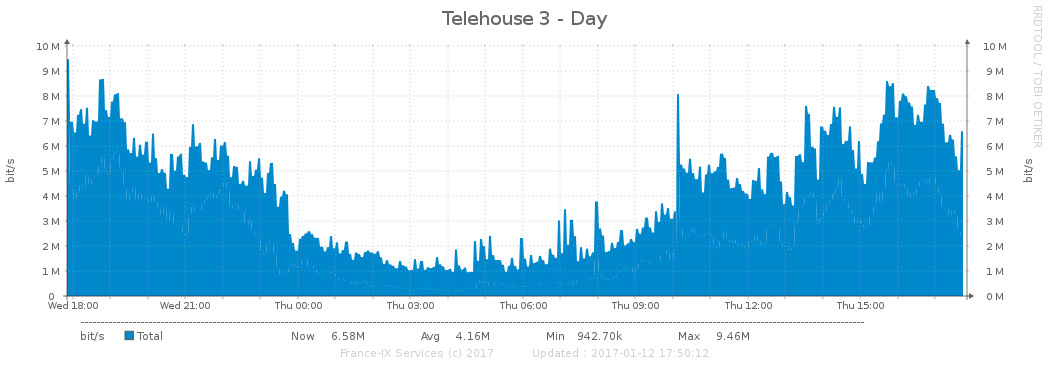 Telehouse 3 - Day
RRDTOOL / TOBI OETIKER
bit/s
10 M 10 M
9 M 9 M
8 M 8 M
7 M 7 M
6 M 6 M
5 M 5 M
4 M 4 M
3 M 3 M
2 M 2 M
1 M 1 M
0 0 M
bit/s
Wed 18:00 Wed 21:00 Thu 00:00 Thu 03:00 Thu 06:00 Thu 09:00 Thu 12:00 Thu 15:00
bit/s Total Now 6.58M Avg 4.16M Min 942.70k Max 9.46M
France-IX Services (c) 2017 Updated : 2017-01-12 17:50:12